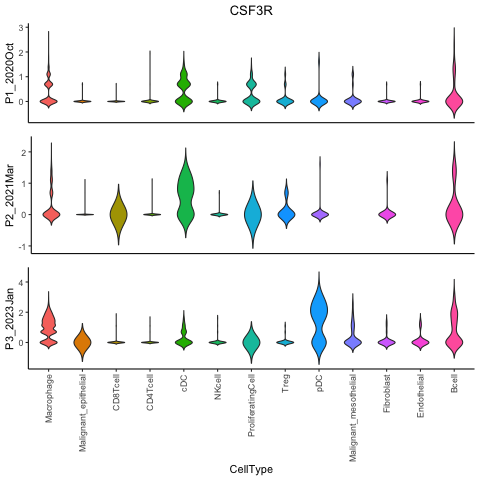 CSF3R
P1_2020Oct
3
2
1
0
P2_2021Mar
2
1
0
-1
P3_2023Jan
4
2
0
Macrophage
Malignant_epithelial
CD8Tcell
CD4Tcell
cDC
NKcell
ProliferatingCell
Treg
pDC
Malignant_mesothelial
Fibroblast
Endothelial
Bcell
CellType